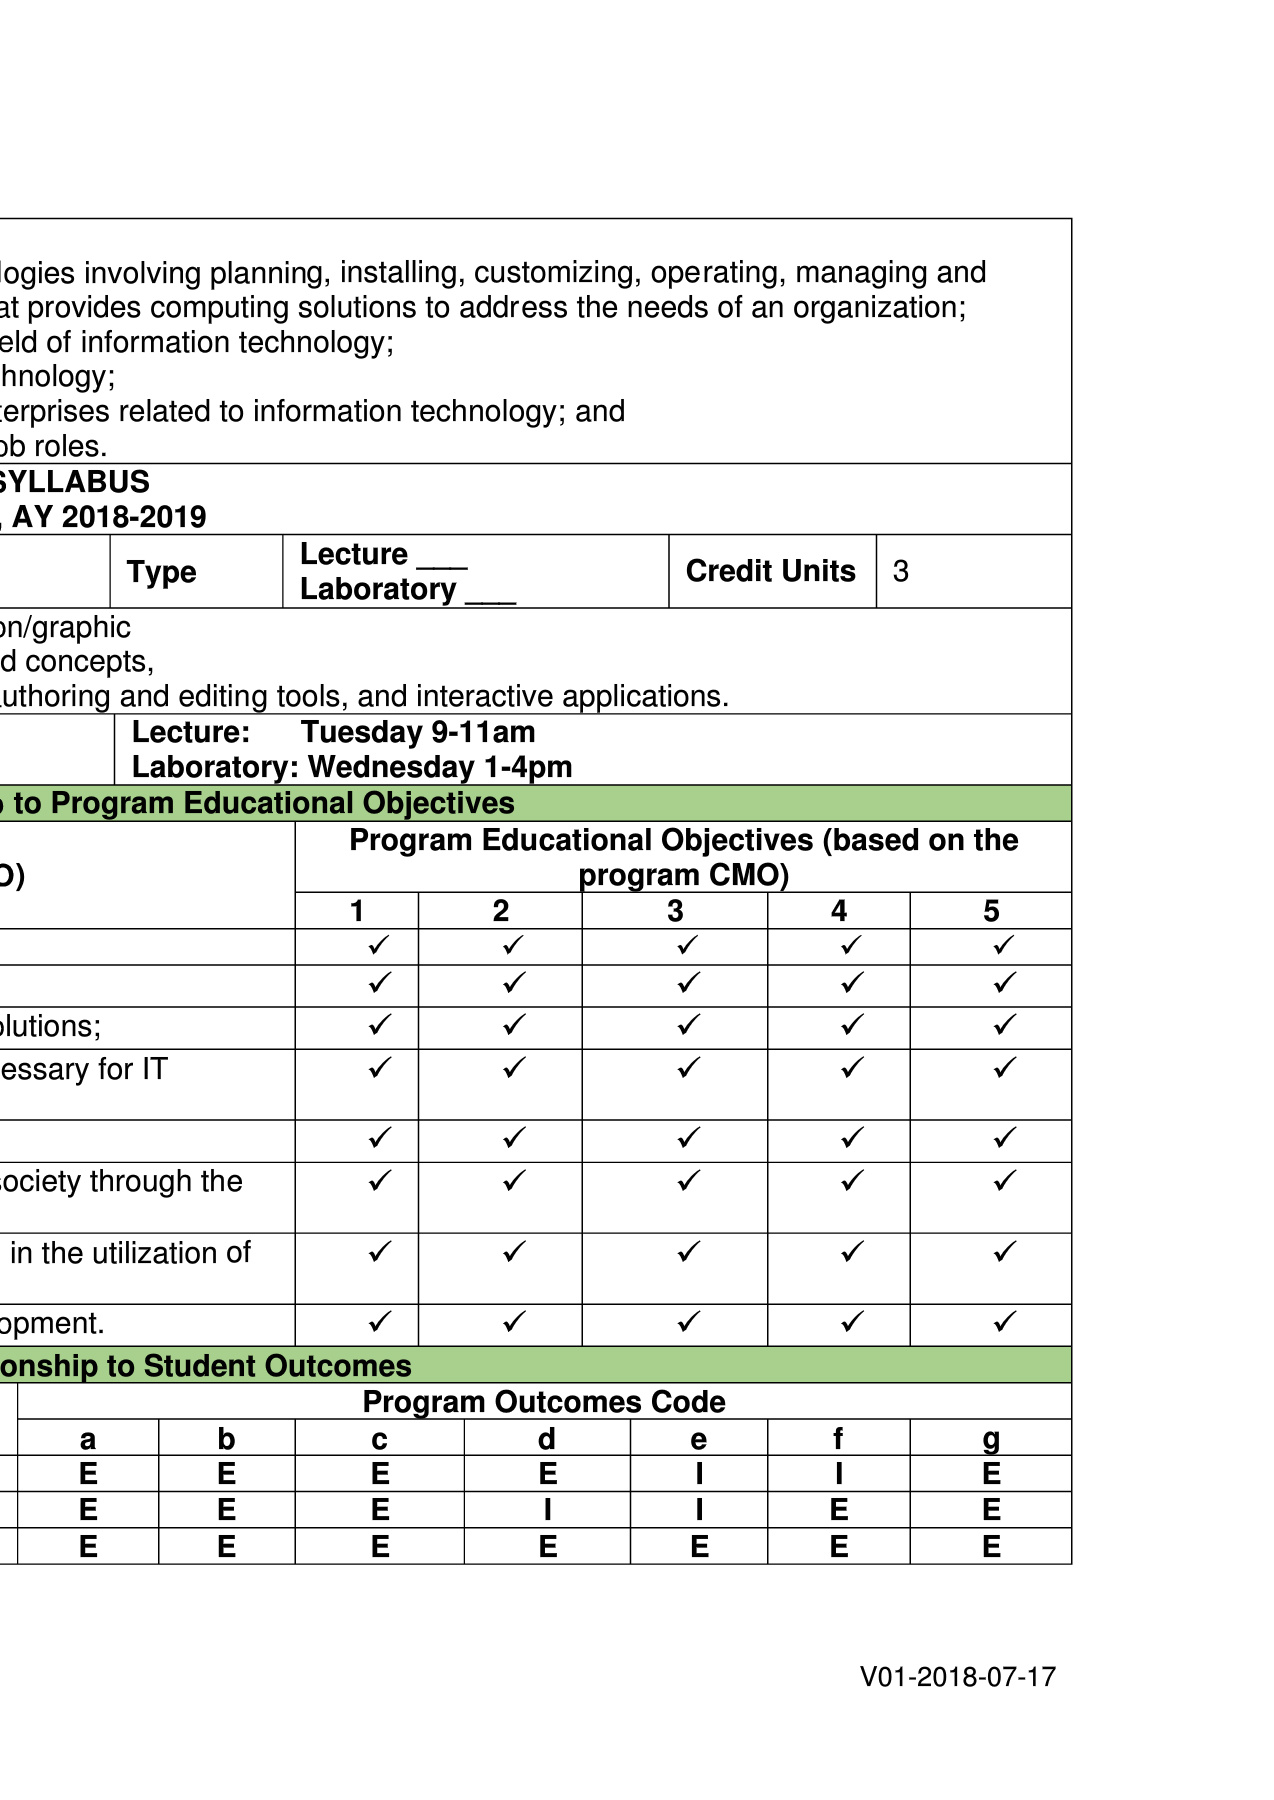 logies involving planning, installing, customizing, operating, managing and
at provides computing solutions to address the needs of an organization;
eld of information technology;
hnology;
terprises related to information technology; and
ob roles.
SYLLABUS
, AY 2018-2019
Type
Lecture ___
Laboratory ___
Credit Units
3
on/graphic
d concepts,
authoring and editing tools, and interactive applications.
Lecture: Tuesday 9-11am
Laboratory: Wednesday 1-4pm
p to Program Educational Objectives
O)
Program Educational Objectives (based on the
program CMO)
1 2 3 4 5
✓ ✓ ✓ ✓ ✓
✓ ✓ ✓ ✓ ✓
olutions; ✓ ✓ ✓ ✓ ✓
essary for IT ✓ ✓ ✓ ✓ ✓
✓ ✓ ✓ ✓ ✓
society through the ✓ ✓ ✓ ✓ ✓
in the utilization of ✓ ✓ ✓ ✓ ✓
opment. ✓ ✓ ✓ ✓ ✓
onship to Student Outcomes
Program Outcomes Code
a b c d e f g
E E E E I I E
E E E I I E E
E E E E E E E
V01-2018-07-17